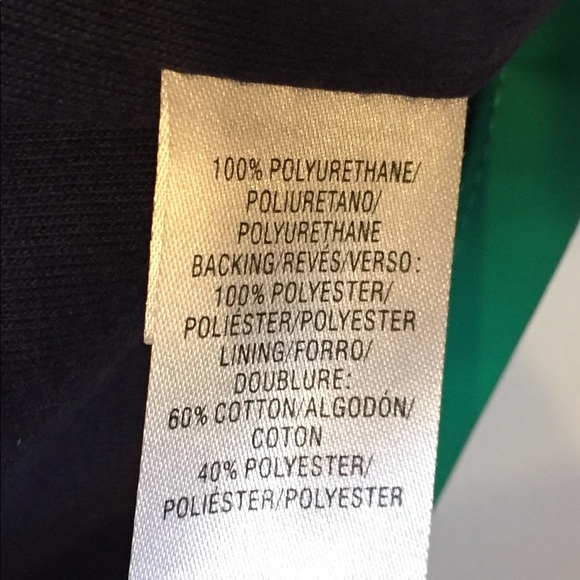 100% POLYURETHANE/
POLIURETANO/
POLYURETHANE
BACKING/REVÉS/VERSO:
100% POLYESTER/
POLIÉSTER/POLYESTER
LINING/FORRO/
DOUBLURE:
60% COTTON/ALGODÓN/
COTON
40% POLYESTER/
POLIÉSTER/POLYESTER